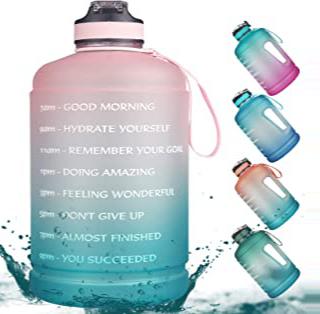 7am - GOOD MORNING
9am - HYDRATE YOURSELF
11am - REMEMBER YOUR GOAL
1pm - DOING AMAZING
3pm - FEELING WONDERFUL
5pm - DON'T GIVE UP
7pm - ALMOST FINISHED
9pm - YOU SUCCEEDED